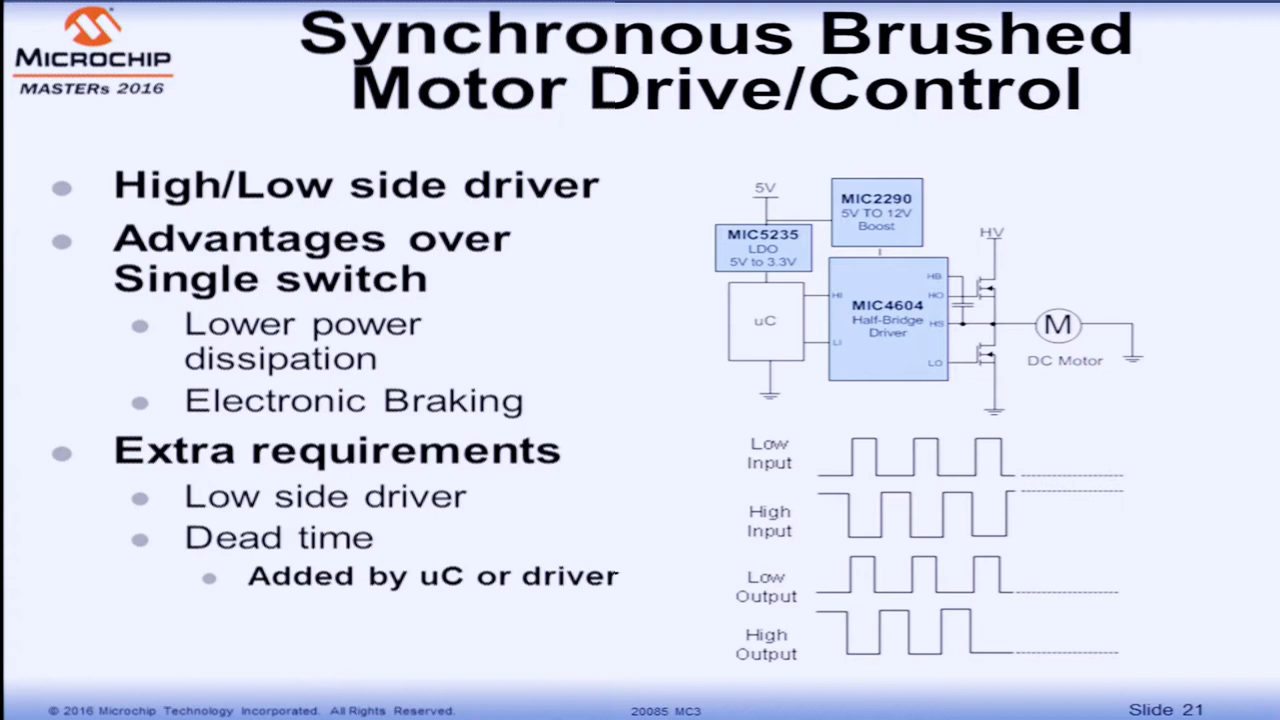 Synchronous Brushed
Motor Drive/Control
MICROCHIP
MASTERs 2016
High/Low side driver
Advantages over
Single switch
Lower power
dissipation
Electronic Braking
Extra requirements
Low side driver
Dead time
Added by uC or driver
5V
MIC2290
5V TO 12V
Boost
MIC5235
LDO
5V to 3.3V
HV
uC
HI
LI
MIC4604
Half-Bridge
Driver
HB
HO
HS
LO
M
DC Motor
Low
Input
High
Input
Low
Output
High
Output
© 2016 Microchip Technology Incorporated. All Rights Reserved.
20085 MC3
Slide 21